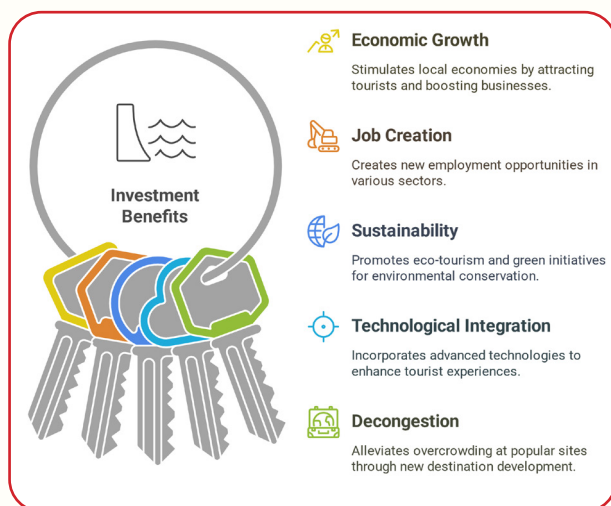 Investment
Benefits
Economic Growth
Stimulates local economies by attracting
tourists and boosting businesses.
Job Creation
Creates new employment opportunities in
various sectors.
Sustainability
Promotes eco-tourism and green initiatives
for environmental conservation.
Technological Integration
Incorporates advanced technologies to
enhance tourist experiences.
Decongestion
Alleviates overcrowding at popular sites
through new destination development.